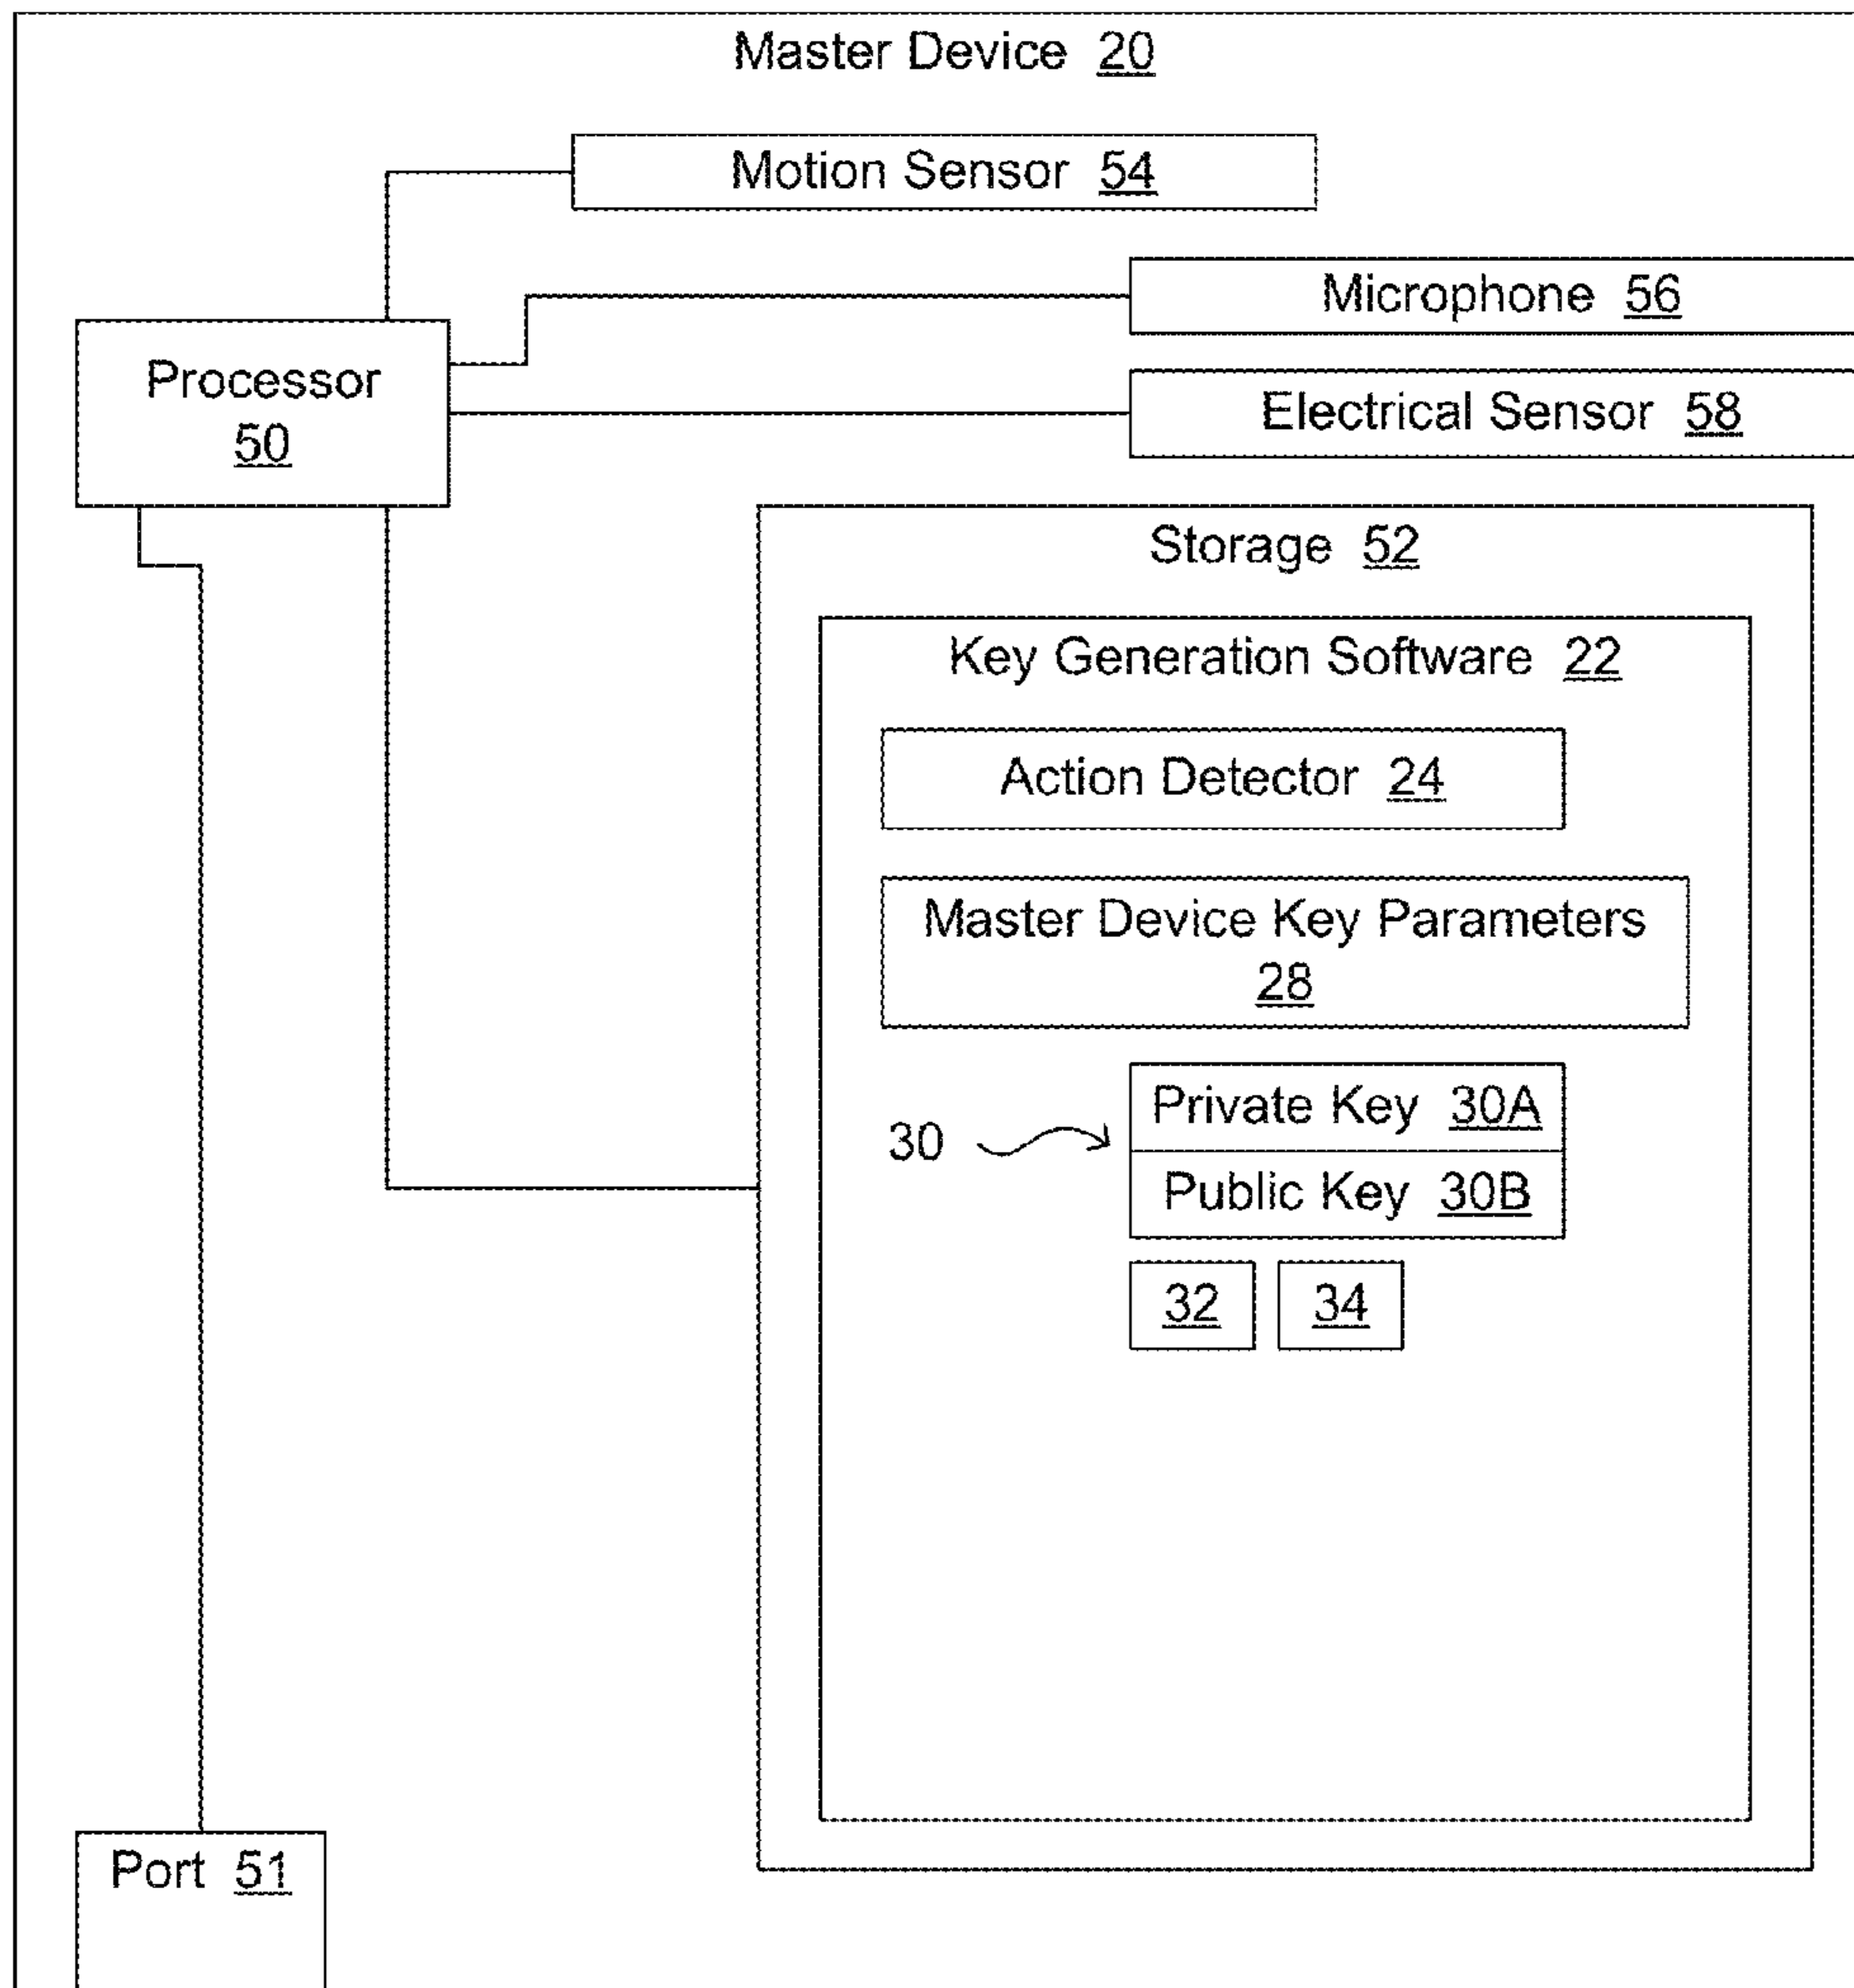 Master Device 20
Motion Sensor 54
Microphone 56
Processor
50
Electrical Sensor 58
Storage 52
Key Generation Software 22
Action Detector 24
Master Device Key Parameters
28
Private Key 30A
30
Public Key 30B
32 34
Port 51